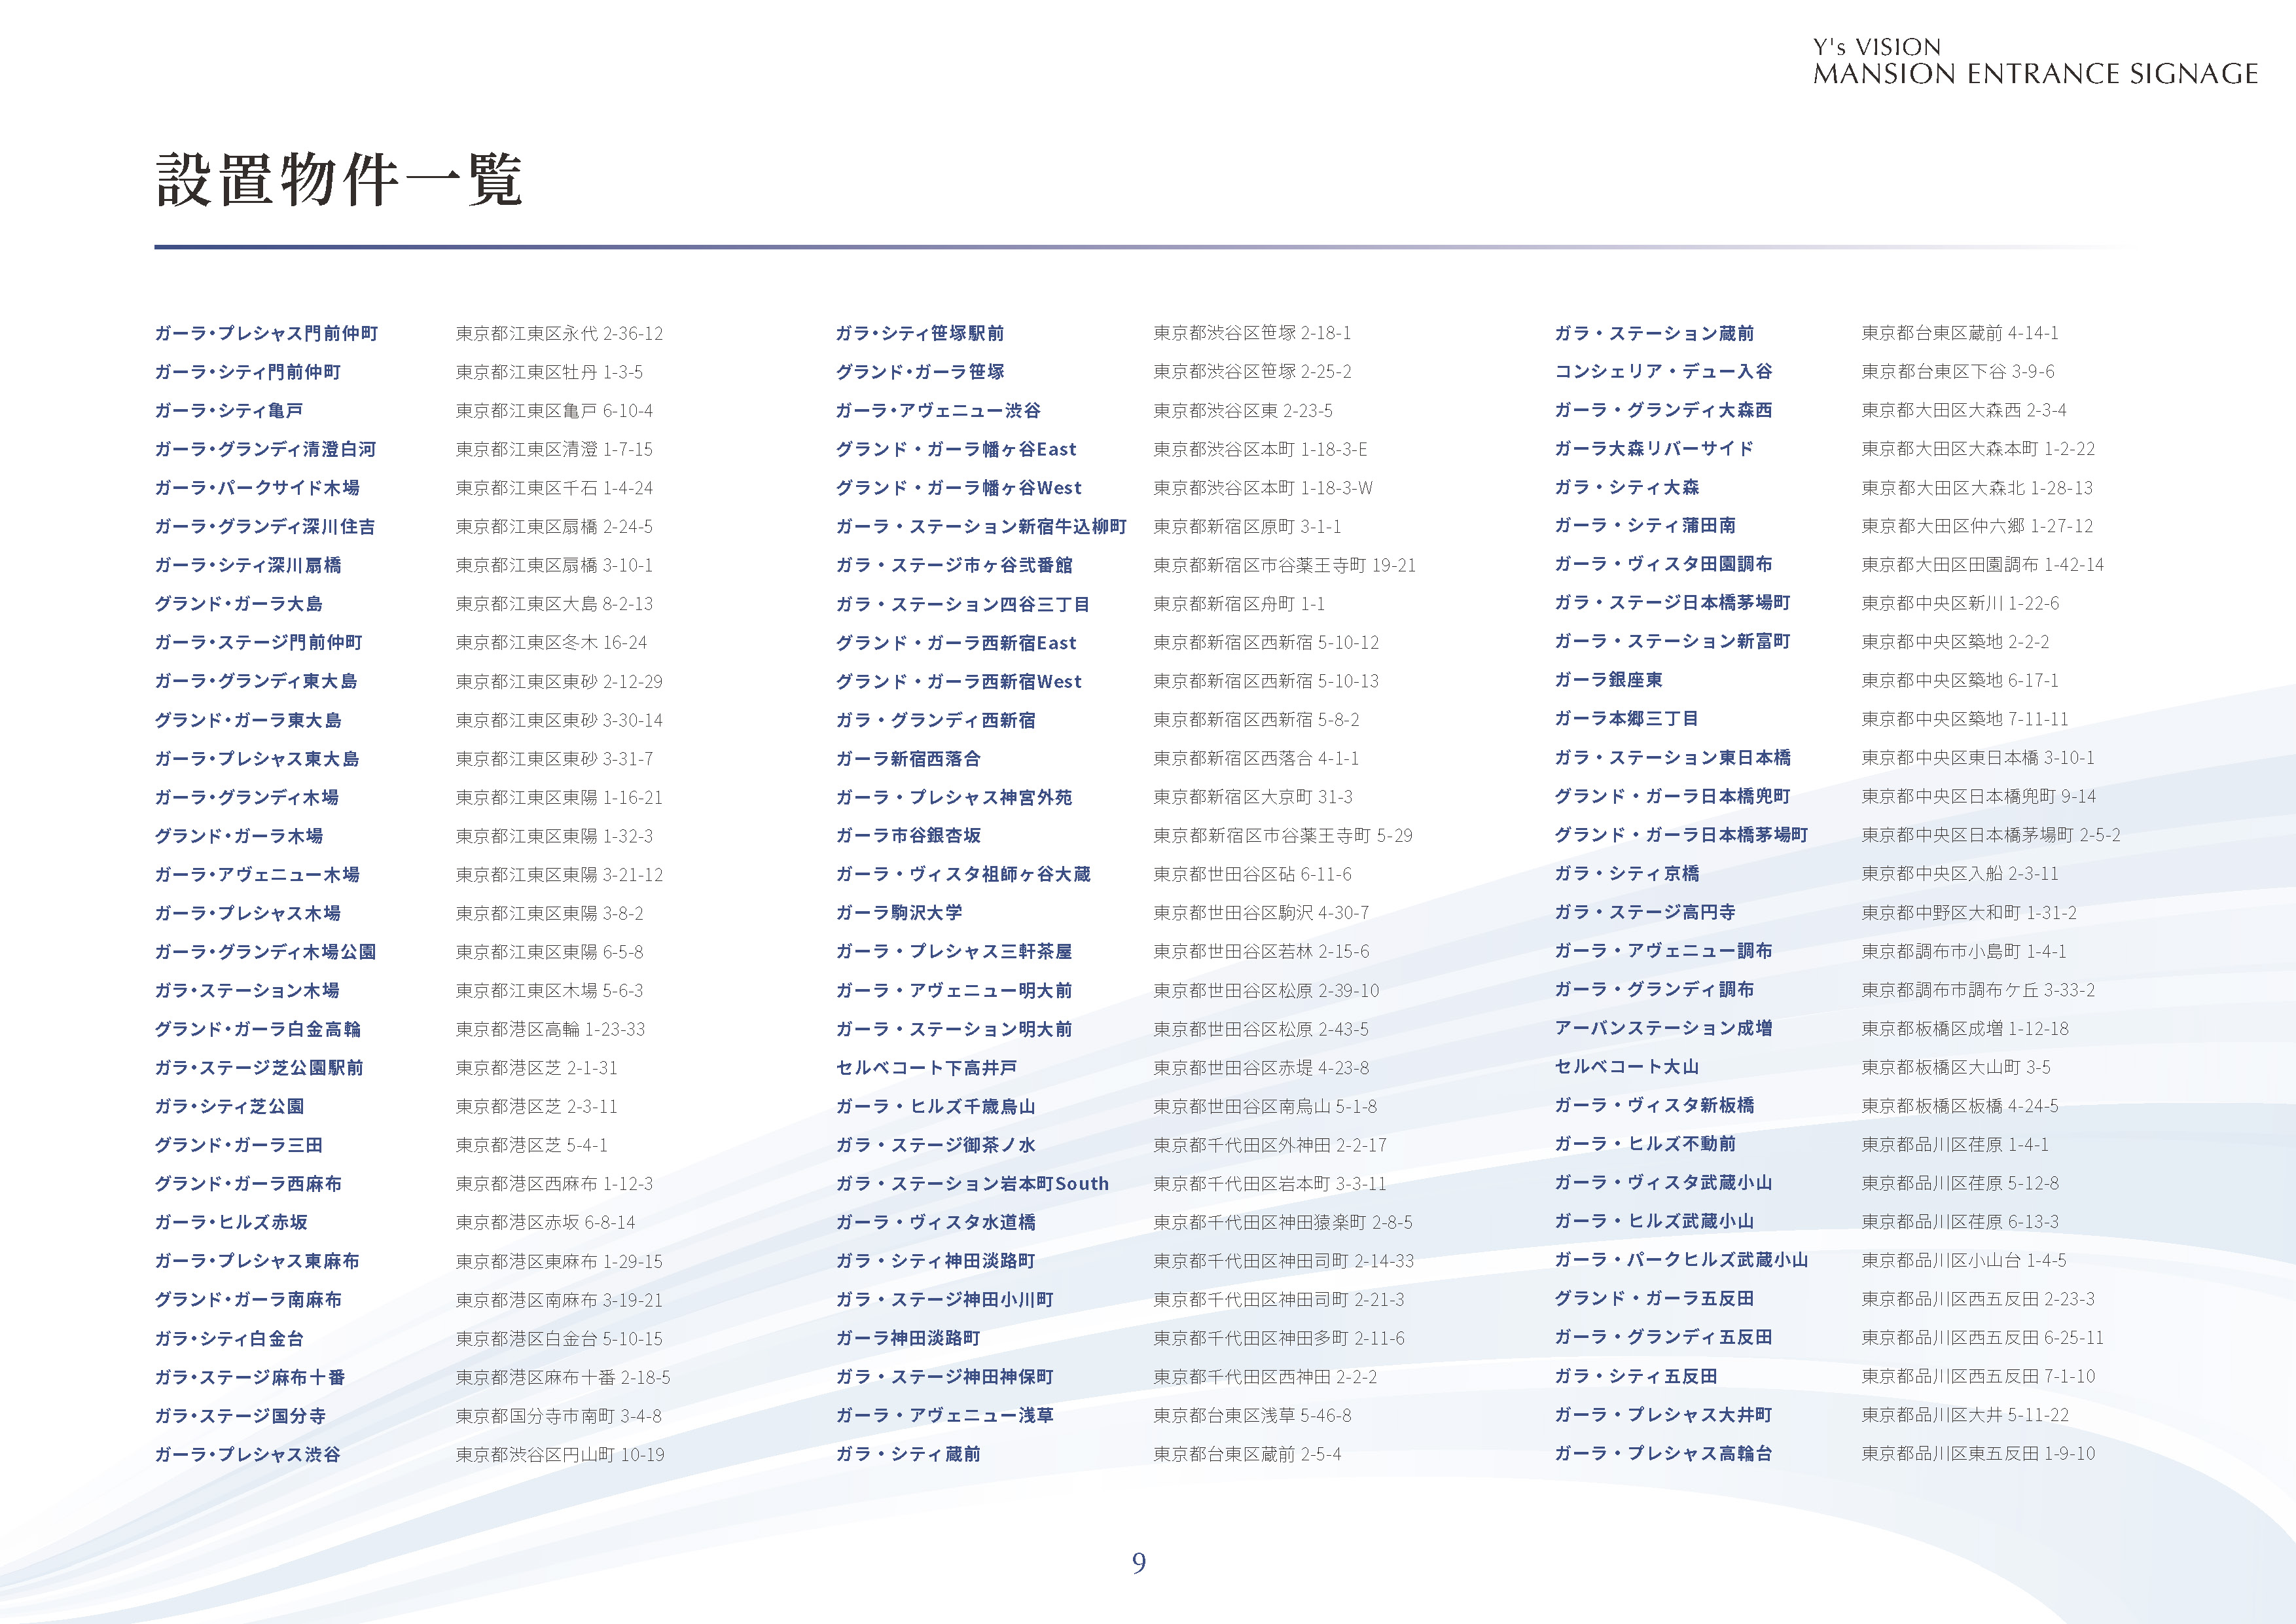 Y's VISION
MANSION ENTRANCE SIGNAGE
設置物件一覧
ガーラ・プレシャス門前仲町 東京都江東区永代 2-36-12
ガーラ・シティ門前仲町 東京都江東区牡丹 1-3-5
ガーラ・シティ亀戸 東京都江東区亀戸 6-10-4
ガーラ・グランディ清澄白河 東京都江東区清澄 1-7-15
ガーラ・パークサイド木場 東京都江東区千石 1-4-24
ガーラ・グランディ深川住吉 東京都江東区扇橋 2-24-5
ガーラ・シティ深川扇橋 東京都江東区扇橋 3-10-1
グランド・ガーラ大島 東京都江東区大島 8-2-13
ガーラ・ステージ門前仲町 東京都江東区冬木 16-24
ガーラ・グランディ東大島 東京都江東区東砂 2-12-29
グランド・ガーラ東大島 東京都江東区東砂 3-30-14
ガーラ・プレシャス東大島 東京都江東区東砂 3-31-7
ガーラ・グランディ木場 東京都江東区東陽 1-16-21
グランド・ガーラ木場 東京都江東区東陽 1-32-3
ガーラ・アヴェニュー木場 東京都江東区東陽 3-21-12
ガーラ・プレシャス木場 東京都江東区東陽 3-8-2
ガーラ・グランディ木場公園 東京都江東区東陽 6-5-8
ガラ・ステーション木場 東京都江東区木場 5-6-3
グランド・ガーラ白金高輪 東京都港区高輪 1-23-33
ガラ・ステージ芝公園駅前 東京都港区芝 2-1-31
ガラ・シティ芝公園 東京都港区芝 2-3-11
グランド・ガーラ三田 東京都港区芝 5-4-1
グランド・ガーラ西麻布 東京都港区西麻布 1-12-3
ガーラ・ヒルズ赤坂 東京都港区赤坂 6-8-14
ガーラ・プレシャス東麻布 東京都港区東麻布 1-29-15
グランド・ガーラ南麻布 東京都港区南麻布 3-19-21
ガラ・シティ白金台 東京都港区白金台 5-10-15
ガラ・ステージ麻布十番 東京都港区麻布十番 2-18-5
ガラ・ステージ国分寺 東京都国分寺市南町 3-4-8
ガーラ・プレシャス渋谷 東京都渋谷区円山町 10-19
ガラ・シティ笹塚駅前 東京都渋谷区笹塚 2-18-1
グランド・ガーラ笹塚 東京都渋谷区笹塚 2-25-2
ガーラ・アヴェニュー渋谷 東京都渋谷区東 2-23-5
グランド・ガーラ幡ヶ谷East 東京都渋谷区本町 1-18-3-E
グランド・ガーラ幡ヶ谷West 東京都渋谷区本町 1-18-3-W
ガーラ・ステーション新宿牛込柳町 東京都新宿区原町 3-1-1
ガラ・ステージ市ヶ谷弐番館 東京都新宿区市谷薬王寺町 19-21
ガラ・ステーション四谷三丁目 東京都新宿区舟町 1-1
グランド・ガーラ西新宿East 東京都新宿区西新宿 5-10-12
グランド・ガーラ西新宿West 東京都新宿区西新宿 5-10-13
ガラ・グランディ西新宿 東京都新宿区西新宿 5-8-2
ガーラ新宿西落合 東京都新宿区西落合 4-1-1
ガーラ・プレシャス神宮外苑 東京都新宿区大京町 31-3
ガーラ市谷銀杏坂 東京都新宿区市谷薬王寺町 5-29
ガーラ・ヴィスタ祖師ヶ谷大蔵 東京都世田谷区砧 6-11-6
ガーラ駒沢大学 東京都世田谷区駒沢 4-30-7
ガーラ・プレシャス三軒茶屋 東京都世田谷区若林 2-15-6
ガーラ・アヴェニュー明大前 東京都世田谷区松原 2-39-10
ガーラ・ステーション明大前 東京都世田谷区松原 2-43-5
セルベコート下高井戸 東京都世田谷区赤堤 4-23-8
ガーラ・ヒルズ千歳烏山 東京都世田谷区南烏山 5-1-8
ガラ・ステージ御茶ノ水 東京都千代田区外神田 2-2-17
ガラ・ステーション岩本町South 東京都千代田区岩本町 3-3-11
ガーラ・ヴィスタ水道橋 東京都千代田区神田猿楽町 2-8-5
ガラ・シティ神田淡路町 東京都千代田区神田司町 2-14-33
ガラ・ステージ神田小川町 東京都千代田区神田司町 2-21-3
ガーラ神田淡路町 東京都千代田区神田多町 2-11-6
ガラ・ステージ神田神保町 東京都千代田区西神田 2-2-2
ガーラ・アヴェニュー浅草 東京都台東区浅草 5-46-8
ガラ・シティ蔵前 東京都台東区蔵前 2-5-4
ガラ・ステーション蔵前 東京都台東区蔵前 4-14-1
コンシェリア・デュー入谷 東京都台東区下谷 3-9-6
ガーラ・グランディ大森西 東京都大田区大森西 2-3-4
ガーラ大森リバーサイド 東京都大田区大森本町 1-2-22
ガラ・シティ大森 東京都大田区大森北 1-28-13
ガーラ・シティ蒲田南 東京都大田区仲六郷 1-27-12
ガーラ・ヴィスタ田園調布 東京都大田区田園調布 1-42-14
ガラ・ステージ日本橋茅場町 東京都中央区新川 1-22-6
ガーラ・ステーション新富町 東京都中央区築地 2-2-2
ガーラ銀座東 東京都中央区築地 6-17-1
ガーラ本郷三丁目 東京都中央区築地 7-11-11
ガラ・ステーション東日本橋 東京都中央区東日本橋 3-10-1
グランド・ガーラ日本橋兜町 東京都中央区日本橋兜町 9-14
グランド・ガーラ日本橋茅場町 東京都中央区日本橋茅場町 2-5-2
ガラ・シティ京橋 東京都中央区入船 2-3-11
ガラ・ステージ高円寺 東京都中野区大和町 1-31-2
ガーラ・アヴェニュー調布 東京都調布市小島町 1-4-1
ガーラ・グランディ調布 東京都調布市調布ケ丘 3-33-2
アーバンステーション成増 東京都板橋区成増 1-12-18
セルベコート大山 東京都板橋区大山町 3-5
ガーラ・ヴィスタ新板橋 東京都板橋区板橋 4-24-5
ガーラ・ヒルズ不動前 東京都品川区荏原 1-4-1
ガーラ・ヴィスタ武蔵小山 東京都品川区荏原 5-12-8
ガーラ・ヒルズ武蔵小山 東京都品川区荏原 6-13-3
ガーラ・パークヒルズ武蔵小山 東京都品川区小山台 1-4-5
グランド・ガーラ五反田 東京都品川区西五反田 2-23-3
ガーラ・グランディ五反田 東京都品川区西五反田 6-25-11
ガラ・シティ五反田 東京都品川区西五反田 7-1-10
ガーラ・プレシャス大井町 東京都品川区大井 5-11-22
ガーラ・プレシャス高輪台 東京都品川区東五反田 1-9-10
9